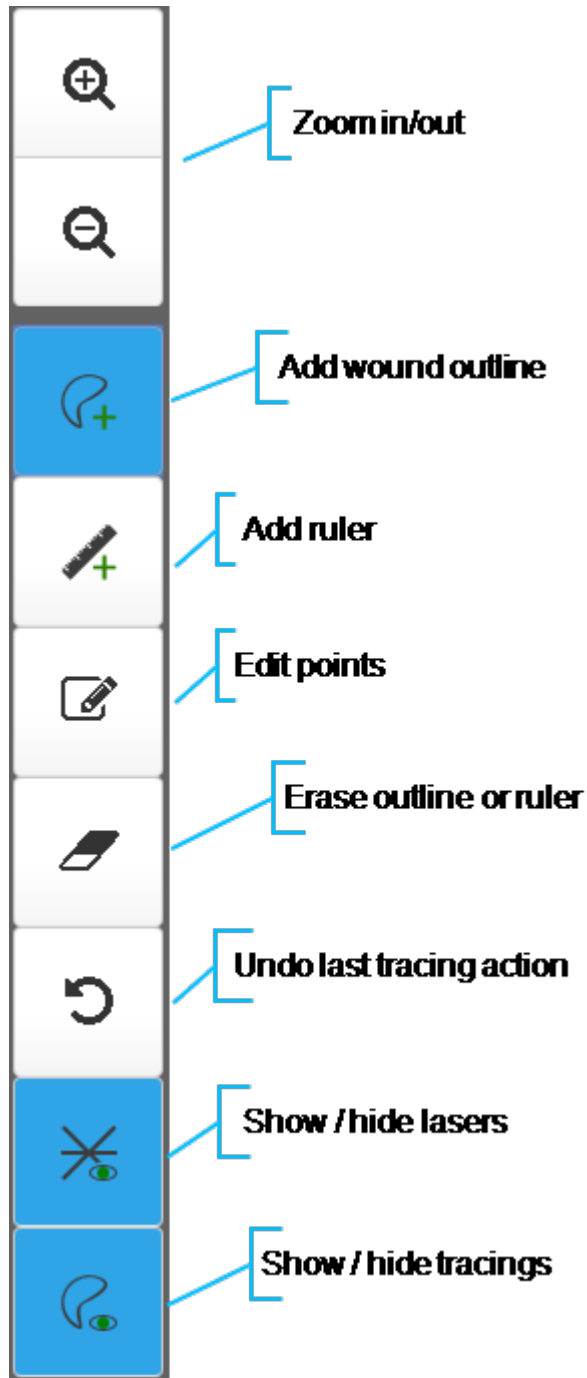 Zoom in/out
Add wound outline
Add ruler
Edit points
Erase outline or ruler
Undo last tracing action
Show / hide lasers
Show / hide tracings